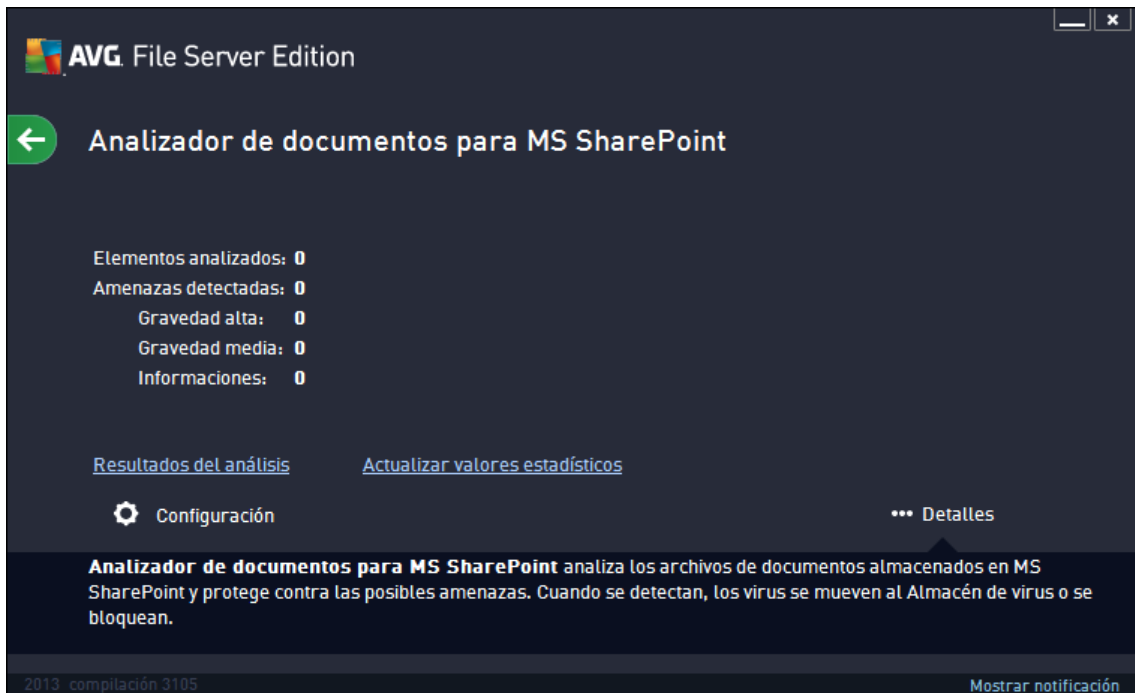 AVG. File Server Edition
Analizador de documentos para MS SharePoint
Elementos analizados: 0
Amenazas detectadas: 0
Gravedad alta: 0
Gravedad media: 0
Informaciones: 0
Resultados del análisis Actualizar valores estadísticos
Configuración ••• Detalles
Analizador de documentos para MS SharePoint analiza los archivos de documentos almacenados en MS
SharePoint y protege contra las posibles amenazas. Cuando se detectan, los virus se mueven al Almacén de virus o se
bloquean.
2013 compilación 3105 Mostrar notificación